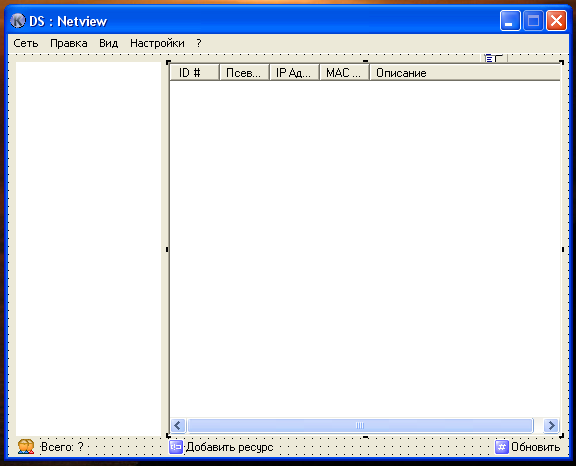 DS : Netview
Сеть Правка Вид Настройки ?
ID # Псев... IP Ад... MAC ... Описание
Всего: ? Добавить ресурс # Обновить